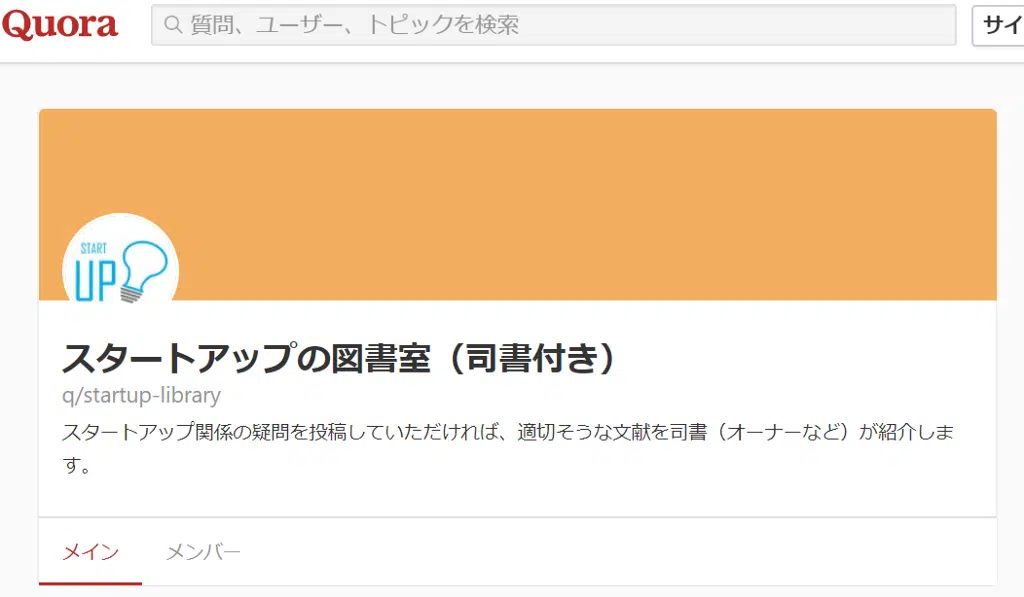 Quora
質問、ユーザー、トピックを検索
サイ
START
UP
スタートアップの図書室（司書付き）
q/startup-library
スタートアップ関係の疑問を投稿していただければ、適切そうな文献を司書（オーナーなど）が紹介しま
す。
メイン
メンバー